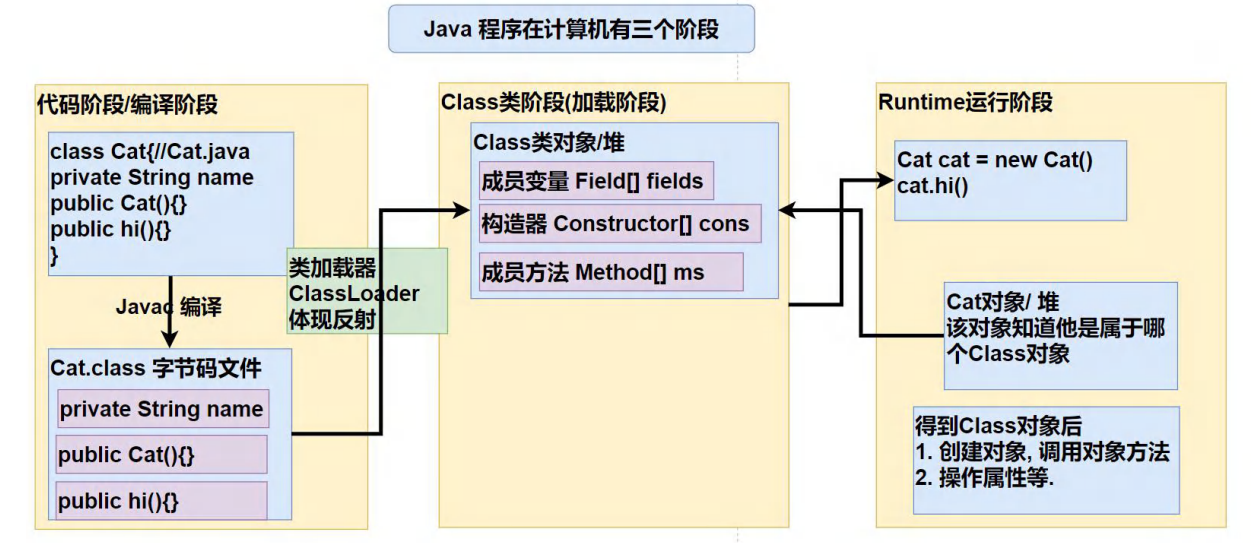 Java 程序在计算机有三个阶段
代码阶段/编译阶段
class Cat{//Cat.java
private String name
public Cat(){}
public hi(){}
}
Javac 编译
Cat.class 字节码文件
private String name
public Cat(){}
public hi(){}
类加载器
ClassLoader
体现反射
Class类阶段(加载阶段)
Class类对象/堆
成员变量 Field[] fields
构造器 Constructor[] cons
成员方法 Method[] ms
Runtime运行阶段
Cat cat = new Cat()
cat.hi()
Cat对象/ 堆
该对象知道他是属于哪
个Class对象
得到Class对象后
1. 创建对象, 调用对象方法
2. 操作属性等.